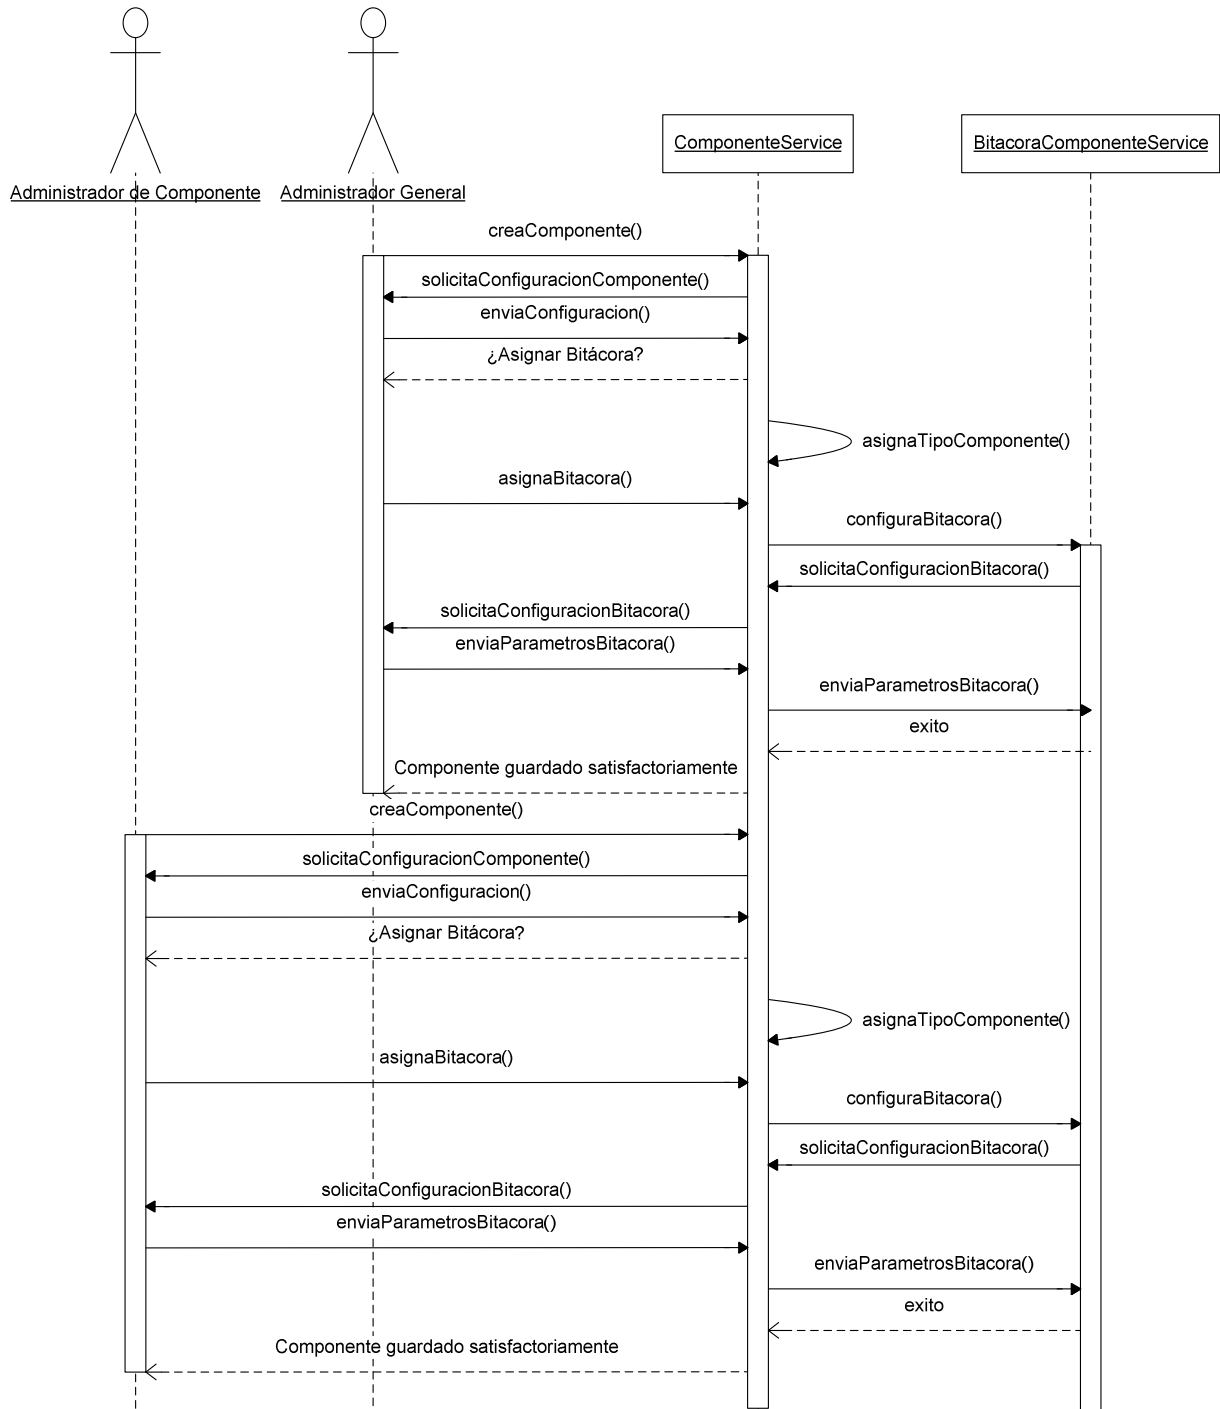 ComponenteService
BitacoraComponenteService
Administrador de Componente
Administrador General
creaComponente()
solicitaConfiguracionComponente()
enviaConfiguracion()
¿Asignar Bitácora?
asignaTipoComponente()
asignaBitacora()
configuraBitacora()
solicitaConfiguracionBitacora()
solicitaConfiguracionBitacora()
enviaParametrosBitacora()
enviaParametrosBitacora()
exito
Componente guardado satisfactoriamente
creaComponente()
solicitaConfiguracionComponente()
enviaConfiguracion()
¿Asignar Bitácora?
asignaTipoComponente()
asignaBitacora()
configuraBitacora()
solicitaConfiguracionBitacora()
solicitaConfiguracionBitacora()
enviaParametrosBitacora()
enviaParametrosBitacora()
exito
Componente guardado satisfactoriamente